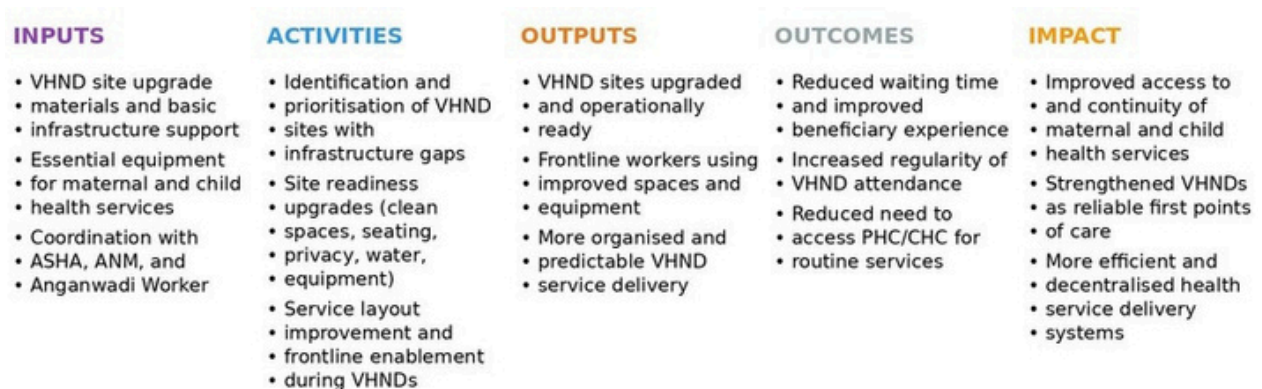 INPUTS
• VHND site upgrade
• materials and basic
• infrastructure support
• Essential equipment
• for maternal and child
• health services
• Coordination with
• ASHA, ANM, and
• Anganwadi Worker
ACTIVITIES
• Identification and
• prioritisation of VHND
• sites with
• infrastructure gaps
• Site readiness
• upgrades (clean
• spaces, seating,
• privacy, water,
• equipment)
• Service layout
• improvement and
• frontline enablement
• during VHNDs
OUTPUTS
• VHND sites upgraded
• and operationally
• ready
• Frontline workers using
• improved spaces and
• equipment
• More organised and
• predictable VHND
• service delivery
OUTCOMES
• Reduced waiting time
• and improved
• beneficiary experience
• Increased regularity of
• VHND attendance
• Reduced need to
• access PHC/CHC for
• routine services
IMPACT
• Improved access to
• and continuity of
• maternal and child
• health services
• Strengthened VHNDs
• as reliable first points
• of care
• More efficient and
• decentralised health
• service delivery
• systems